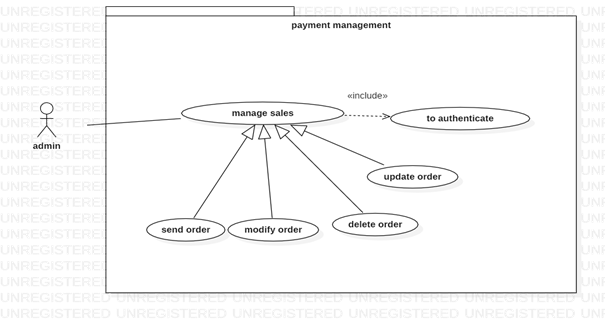 payment management
«include»
manage sales
to authenticate
admin
update order
delete order
send order
modify order
UNREGISTERED UNREGISTERED UNREGISTERED UNREGISTERED UNREGISTERED